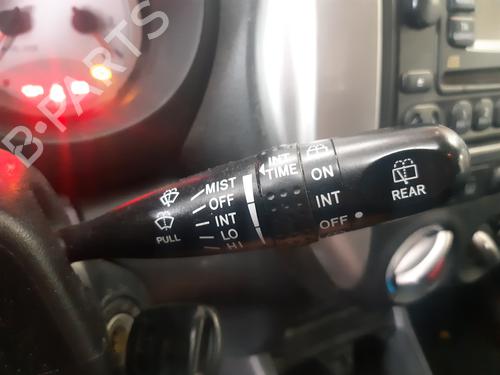 MIST
OFF
INT
LO
HI
PULL
INT
TIME
ON
INT
OFF
REAR
B-PARTS